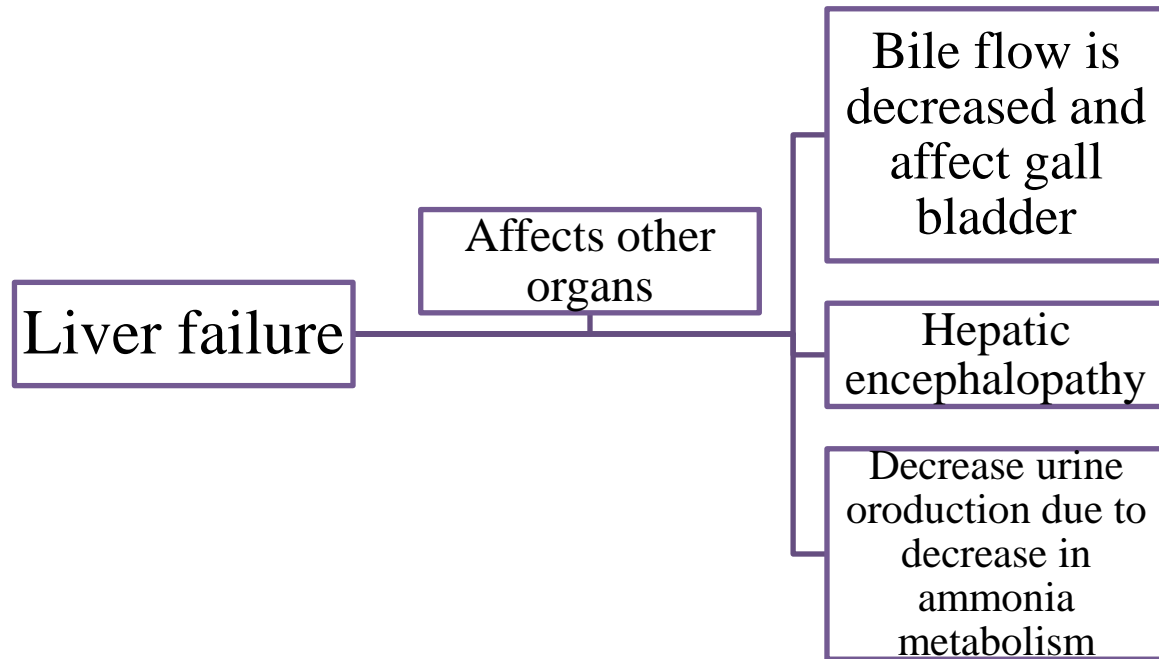 Liver failure
Affects other
organs
Bile flow is
decreased and
affect gall
bladder
Hepatic
encephalopathy
Decrease urine
oroduction due to
decrease in
ammonia
metabolism